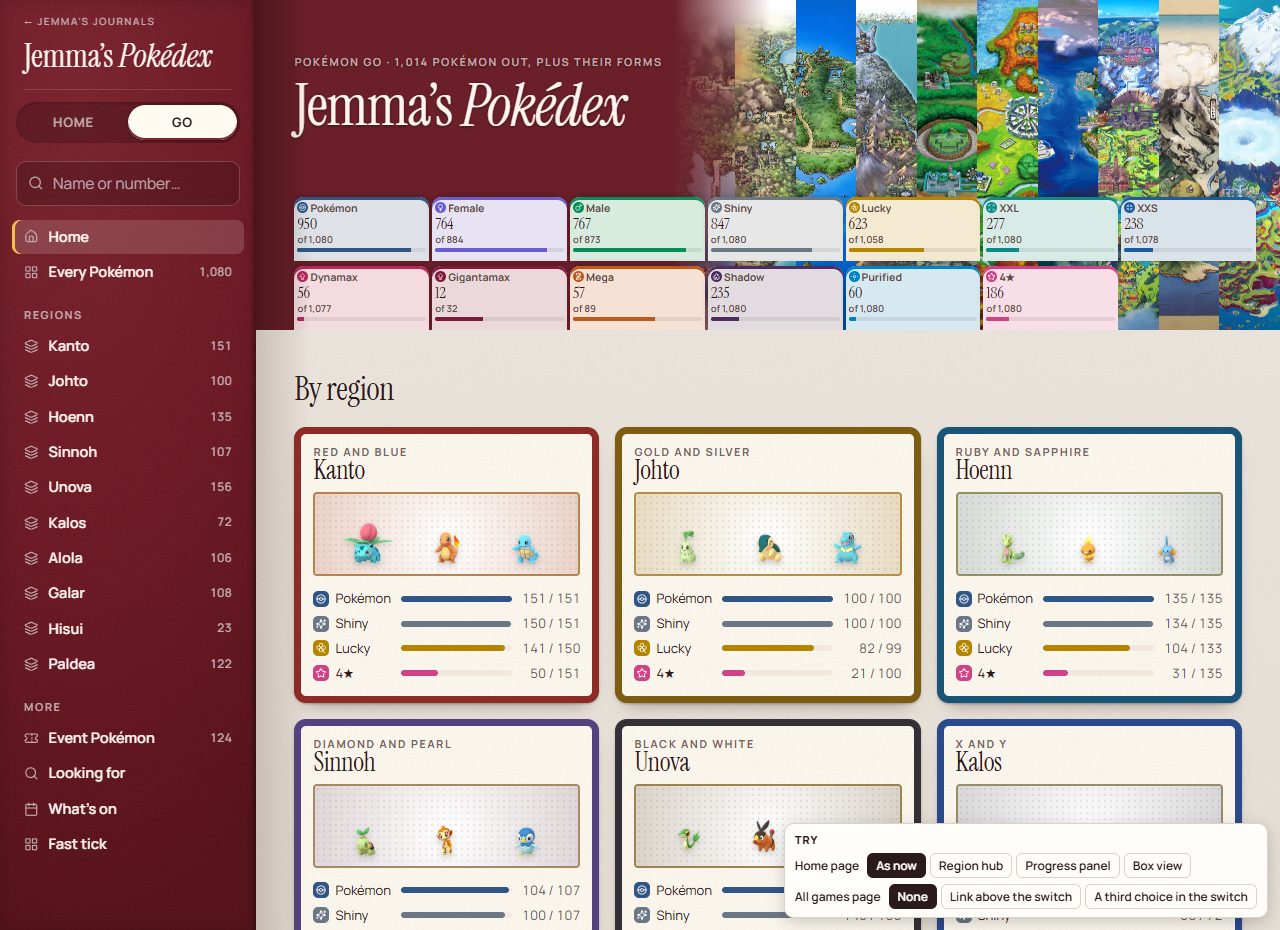 ← JEMMA'S JOURNALS
Jemma's Pokédex
HOME GO
Name or number...
Home
Every Pokémon 1,080
REGIONS
Kanto 151
Johto 100
Hoenn 135
Sinnoh 107
Unova 156
Kalos 72
Alola 106
Galar 108
Hisui 23
Paldea 122
MORE
Event Pokémon 124
Looking for
What's on
Fast tick
POKÉMON GO · 1,014 POKÉMON OUT, PLUS THEIR FORMS
Jemma's Pokédex
Pokémon
950
of 1,080
Female
764
of 884
Male
767
of 873
Shiny
847
of 1,080
Lucky
623
of 1,058
XXL
277
of 1,080
XXS
238
of 1,078
Dynamax
56
of 1,077
Gigantamax
12
of 32
Mega
57
of 89
Shadow
235
of 1,080
Purified
60
of 1,080
4★
186
of 1,080
By region
RED AND BLUE
Kanto
Pokémon 151 / 151
Shiny 150 / 151
Lucky 141 / 150
4★ 50 / 151
GOLD AND SILVER
Johto
Pokémon 100 / 100
Shiny 100 / 100
Lucky 82 / 99
4★ 21 / 100
RUBY AND SAPPHIRE
Hoenn
Pokémon 135 / 135
Shiny 134 / 135
Lucky 104 / 133
4★ 31 / 135
DIAMOND AND PEARL
Sinnoh
Pokémon 104 / 107
Shiny 100 / 107
BLACK AND WHITE
Unova
Pokémon
Shiny
X AND Y
Kalos
TRY
Home page As now Region hub Progress panel Box view
All games page None Link above the switch A third choice in the switch